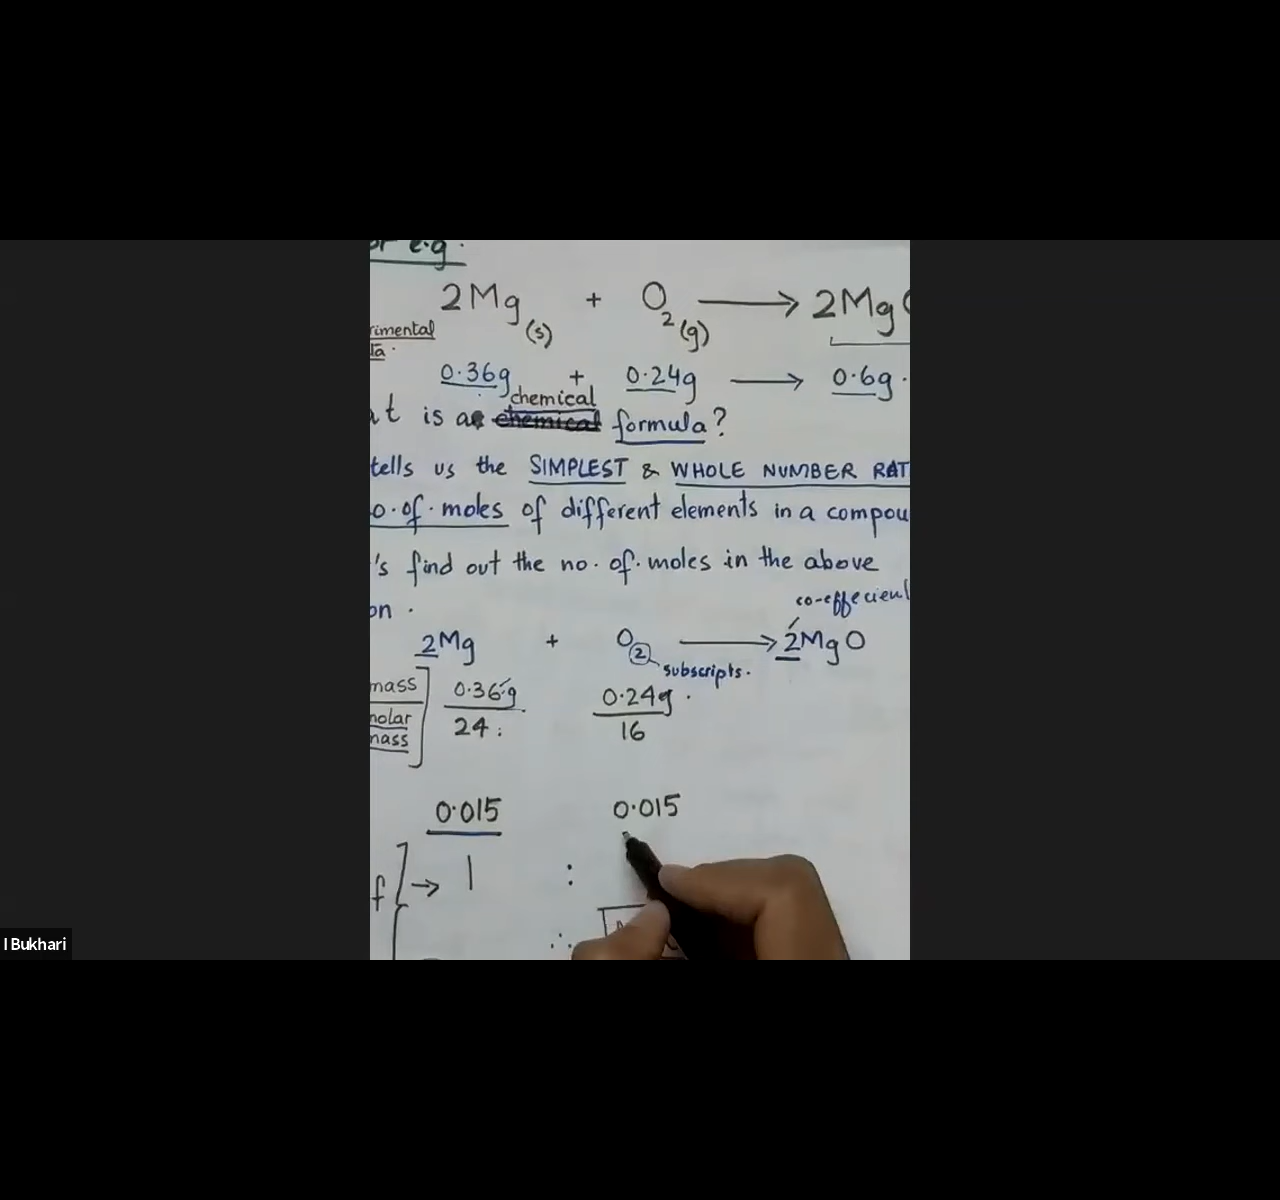 or e.g.
2Mg(s) + O2(g) ⟶ 2Mg
rimental
ta.
0.36g + 0.24g ⟶ 0.6g.
chemical
at is a chemical formula?
tells us the SIMPLEST & WHOLE NUMBER RAT
o.of.moles of different elements in a compou
's find out the no.of.moles in the above
on.
co-effecient
2Mg + O2 ⟶ 2MgO
subscripts.
mass 0.36g 0.24g.
molar 24 16
mass
0.015 0.015
f → 1 :
∴
I Bukhari